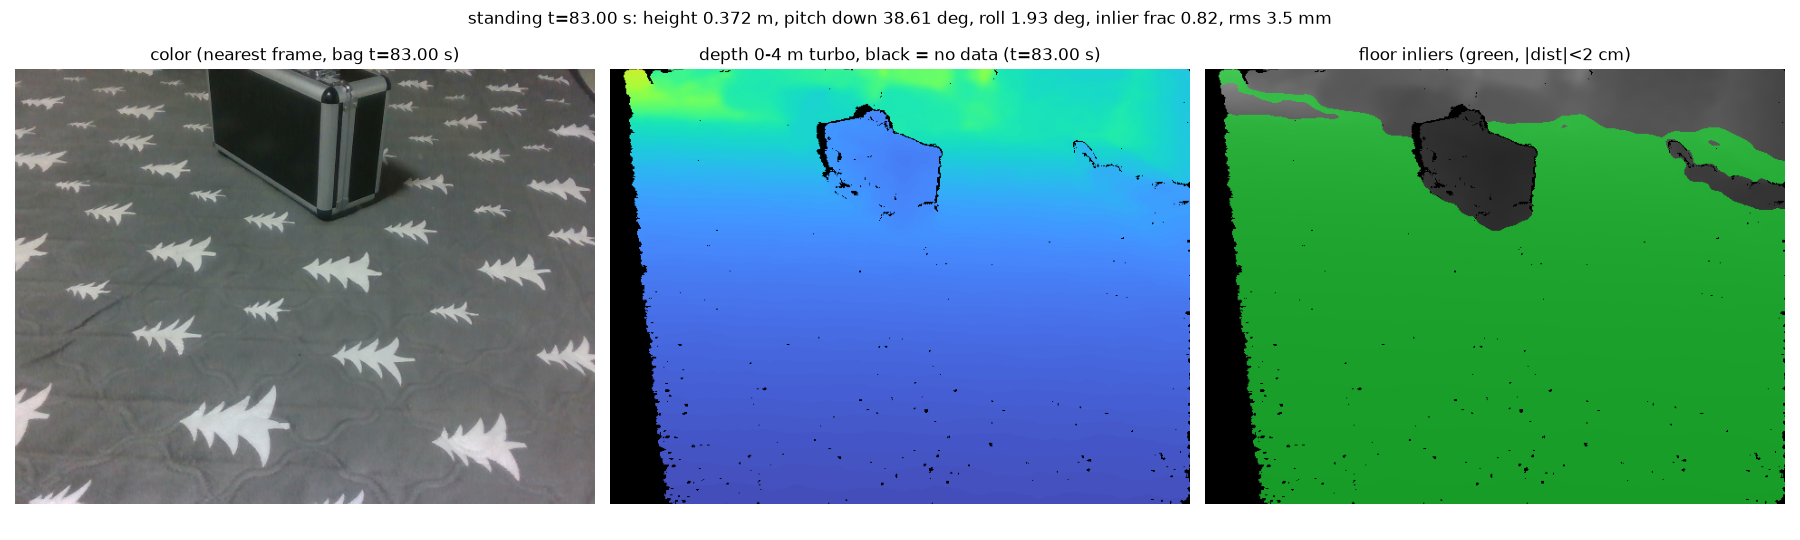 standing t=83.00 s: height 0.372 m, pitch down 38.61 deg, roll 1.93 deg, inlier frac 0.82, rms 3.5 mm
color (nearest frame, bag t=83.00 s)
depth 0-4 m turbo, black = no data (t=83.00 s)
floor inliers (green, |dist|<2 cm)